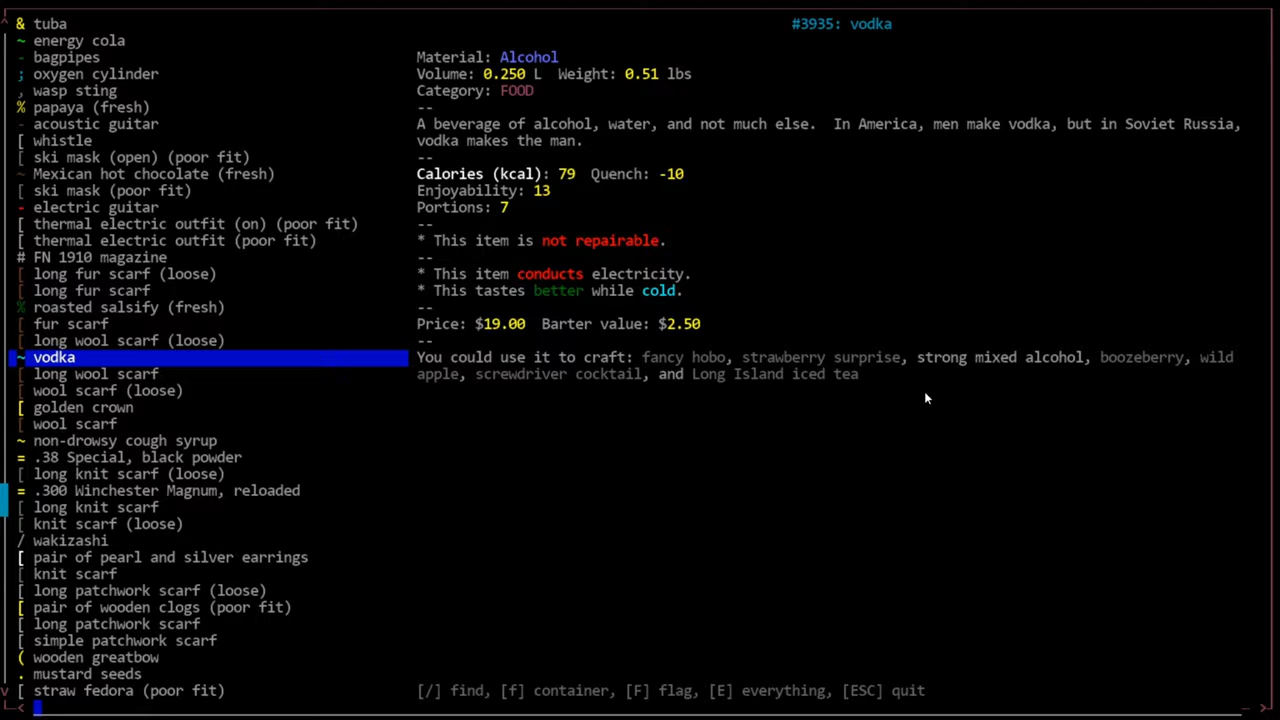 & tuba
~ energy cola
- bagpipes
; oxygen cylinder
, wasp sting
% papaya (fresh)
- acoustic guitar
[ whistle
[ ski mask (open) (poor fit)
~ Mexican hot chocolate (fresh)
[ ski mask (poor fit)
- electric guitar
[ thermal electric outfit (on) (poor fit)
[ thermal electric outfit (poor fit)
# FN 1910 magazine
[ long fur scarf (loose)
[ long fur scarf
% roasted salsify (fresh)
[ fur scarf
[ long wool scarf (loose)
~ vodka
[ long wool scarf
[ wool scarf (loose)
[ golden crown
[ wool scarf
~ non-drowsy cough syrup
= .38 Special, black powder
[ long knit scarf (loose)
= .300 Winchester Magnum, reloaded
[ long knit scarf
[ knit scarf (loose)
/ wakizashi
[ pair of pearl and silver earrings
[ knit scarf
[ long patchwork scarf (loose)
[ pair of wooden clogs (poor fit)
[ long patchwork scarf
[ simple patchwork scarf
( wooden greatbow
. mustard seeds
[ straw fedora (poor fit)
#3935: vodka
Material: Alcohol
Volume: 0.250 L  Weight: 0.51 lbs
Category: FOOD
--
A beverage of alcohol, water, and not much else.  In America, men make vodka, but in Soviet Russia,
vodka makes the man.
--
Calories (kcal): 79  Quench: -10
Enjoyability: 13
Portions: 7
--
* This item is not repairable.
--
* This item conducts electricity.
* This tastes better while cold.
--
Price: $19.00  Barter value: $2.50
--
You could use it to craft: fancy hobo, strawberry surprise, strong mixed alcohol, boozeberry, wild
apple, screwdriver cocktail, and Long Island iced tea
[/] find, [f] container, [F] flag, [E] everything, [ESC] quit